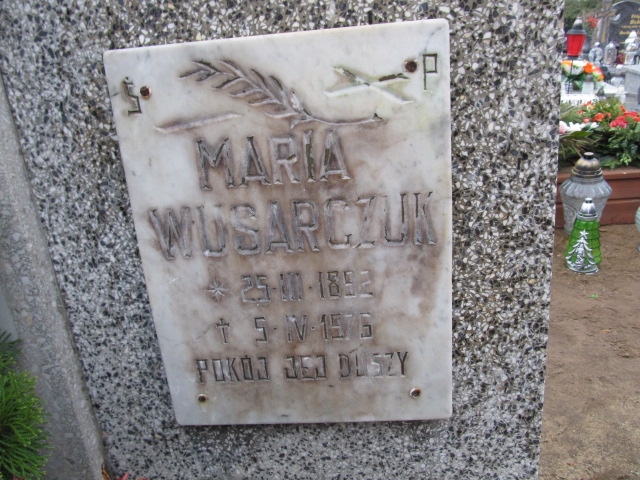 Ś P
MARIA
WUSARCZUK
* 25·III·1892
† 5·IV·1976
POKÓJ JEJ DUSZY